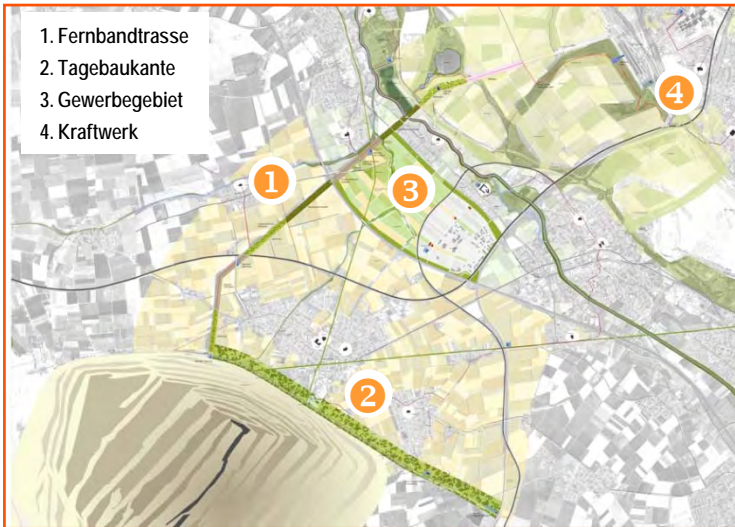 1. Fernbandtrasse
2. Tagebaukante
3. Gewerbegebiet
4. Kraftwerk
4
1
3
2